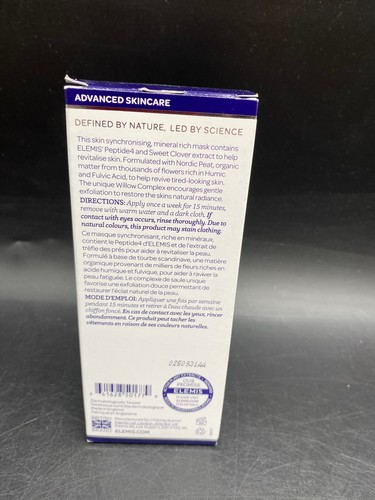 ADVANCED SKINCARE
DEFINED BY NATURE, LED BY SCIENCE
This skin synchronising, mineral rich mask contains
ELEMIS' Peptide4 and Sweet Clover extract to help
revitalise skin. Formulated with Nordic Peat, organic
matter from thousands of flowers rich in Humic
and Fulvic Acid, to help revive tired-looking skin.
The unique Willow Complex encourages gentle
exfoliation to restore the skins natural radiance.
DIRECTIONS: Apply once a week for 15 minutes,
remove with warm water and a dark cloth. If
contact with eyes occurs, rinse thoroughly. Due to
natural colours, this product may stain clothing.
Ce masque synchronisant, riche en minéraux,
contient le Peptide4 d'ELEMIS et de l'extrait de
trèfle des prés pour aider à revitaliser la peau.
Formulé à base de tourbe scandinave, une matière
organique provenant de milliers de fleurs riches en
acide humique et fulvique, pour aider à raviver la
peau fatiguée. Le complexe de saule unique
favorise une exfoliation douce permettant de
restaurer l'éclat naturel de la peau.
MODE D'EMPLOI: Appliquer une fois par semaine
pendant 15 minutes et retirer à l'eau chaude avec un
chiffon foncé. En cas de contact avec les yeux, rincer
abondamment. Ce produit peut tacher les
vêtements en raison de ses couleurs naturelles.
OUR
PROMISE
ELEMIS
Dermatologically Tested
Made in England
ELEMIS.COM